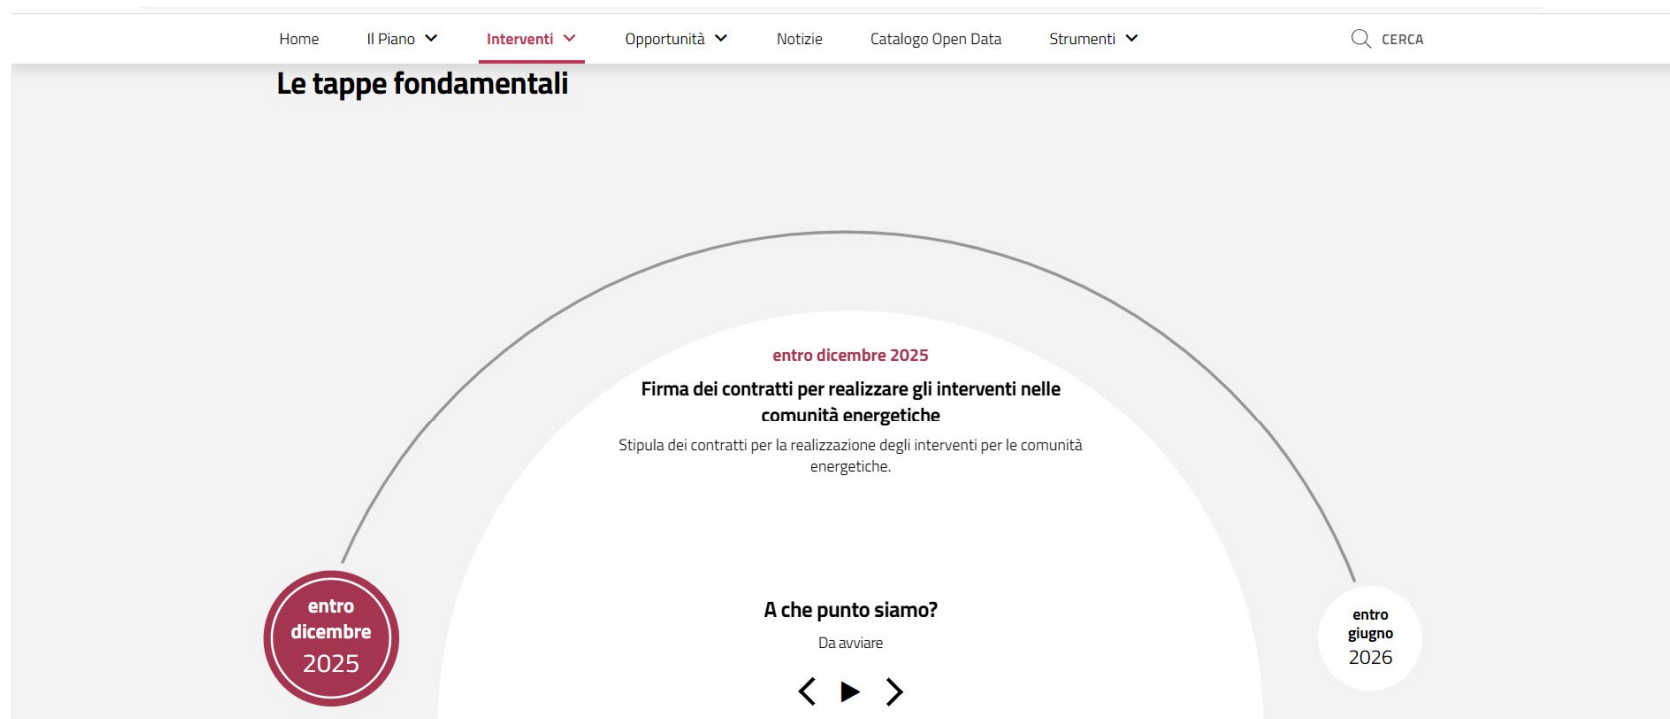 Home Il Piano Interventi Opportunità Notizie Catalogo Open Data Strumenti CERCA
Le tappe fondamentali
entro dicembre 2025
Firma dei contratti per realizzare gli interventi nelle
comunità energetiche
Stipula dei contratti per la realizzazione degli interventi per le comunità
energetiche.
entro
dicembre
2025
A che punto siamo?
Da avviare
entro
giugno
2026